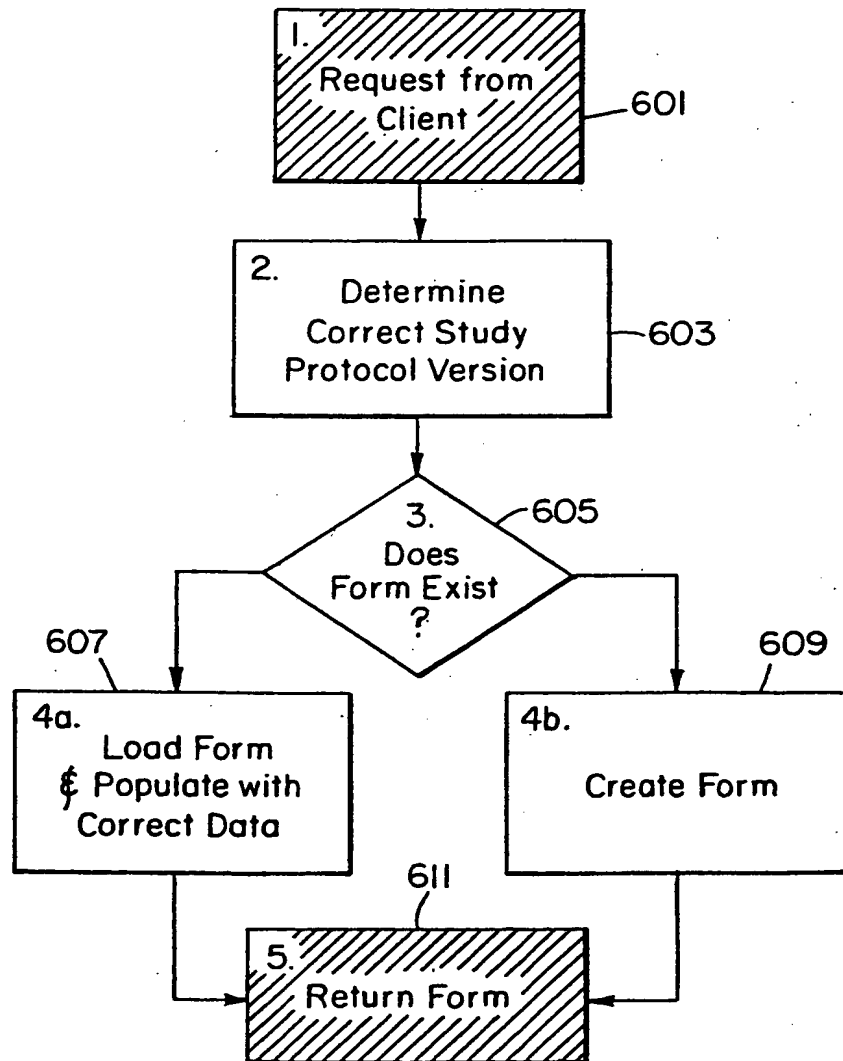 1.
Request from
Client
601
2.
Determine
Correct Study
Protocol Version
603
3.
Does
Form Exist
?
605
607
4a.
Load Form
& Populate with
Correct Data
609
4b.
Create Form
611
5.
Return Form